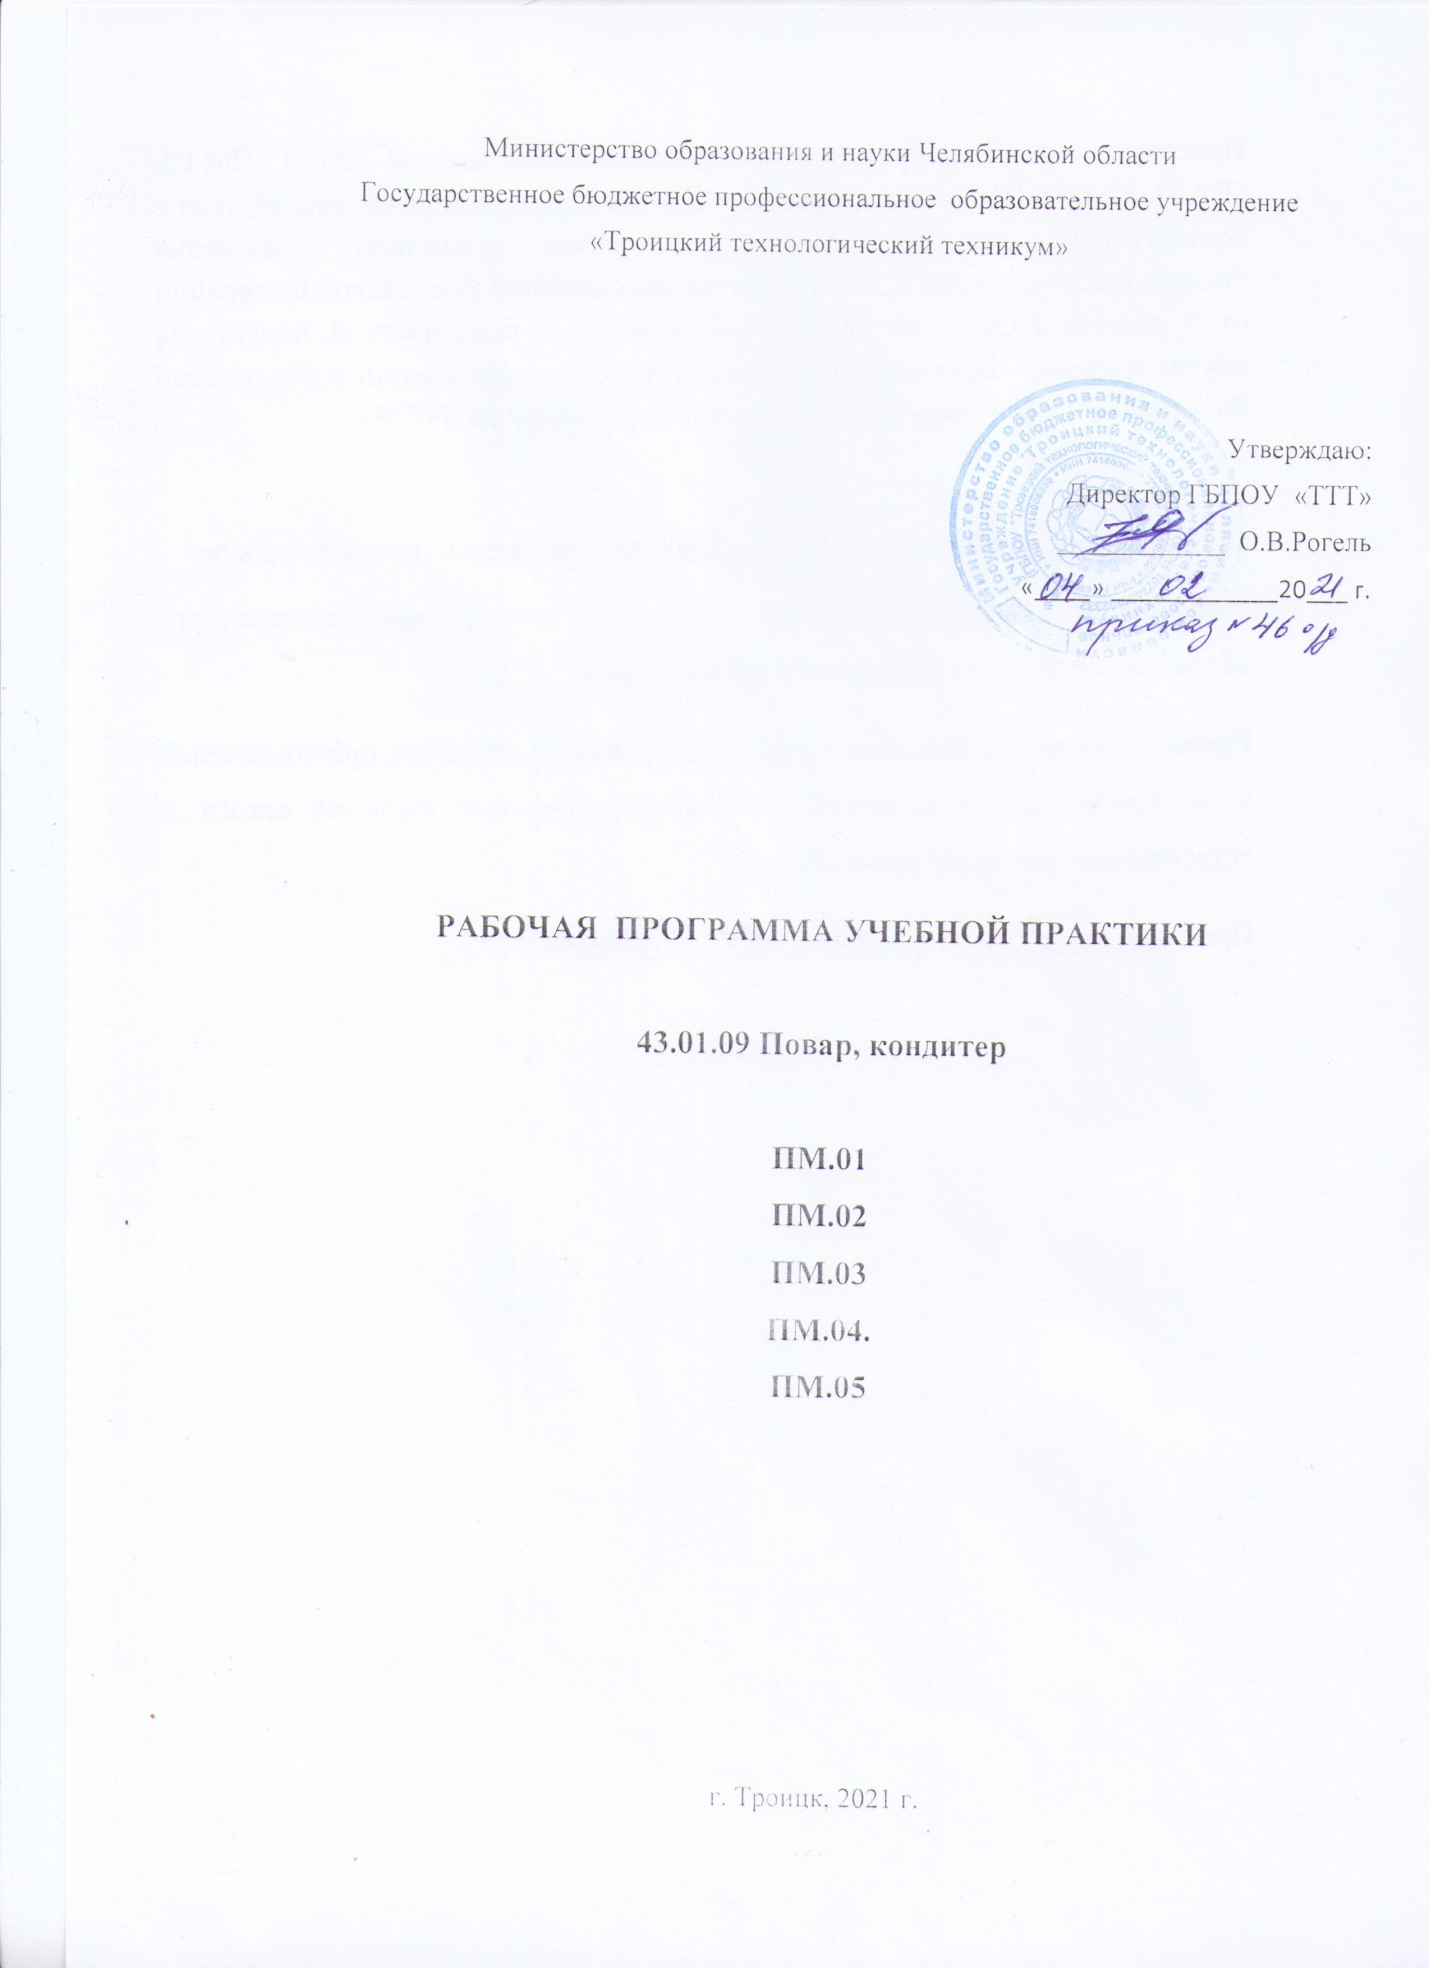 Министерство образования и науки Челябинской области
Государственное бюджетное профессиональное образовательное учреждение
«Троицкий технологический техникум»
Утверждаю:
Директор ГБПОУ «ТТТ»
О.В.Рогель
«04» 02 2021 г.
приказ № 46 о/д
РАБОЧАЯ ПРОГРАММА УЧЕБНОЙ ПРАКТИКИ
43.01.09 Повар, кондитер
ПМ.01
ПМ.02
ПМ.03
ПМ.04.
ПМ.05
г. Троицк, 2021 г.